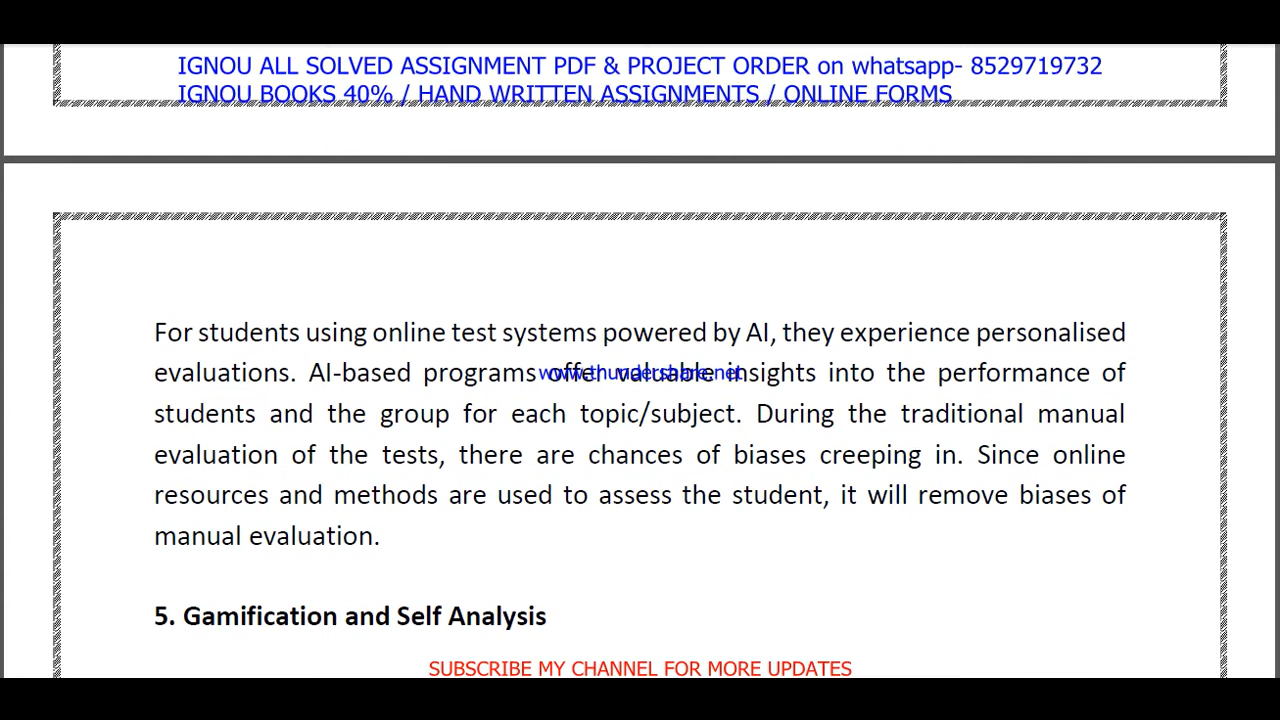 IGNOU ALL SOLVED ASSIGNMENT PDF & PROJECT ORDER on whatsapp- 8529719732
IGNOU BOOKS 40% / HAND WRITTEN ASSIGNMENTS / ONLINE FORMS
For students using online test systems powered by AI, they experience personalised
evaluations. AI-based programs offer valuable insights into the performance of
www.thundershare.net
students and the group for each topic/subject. During the traditional manual
evaluation of the tests, there are chances of biases creeping in. Since online
resources and methods are used to assess the student, it will remove biases of
manual evaluation.
5. Gamification and Self Analysis
SUBSCRIBE MY CHANNEL FOR MORE UPDATES